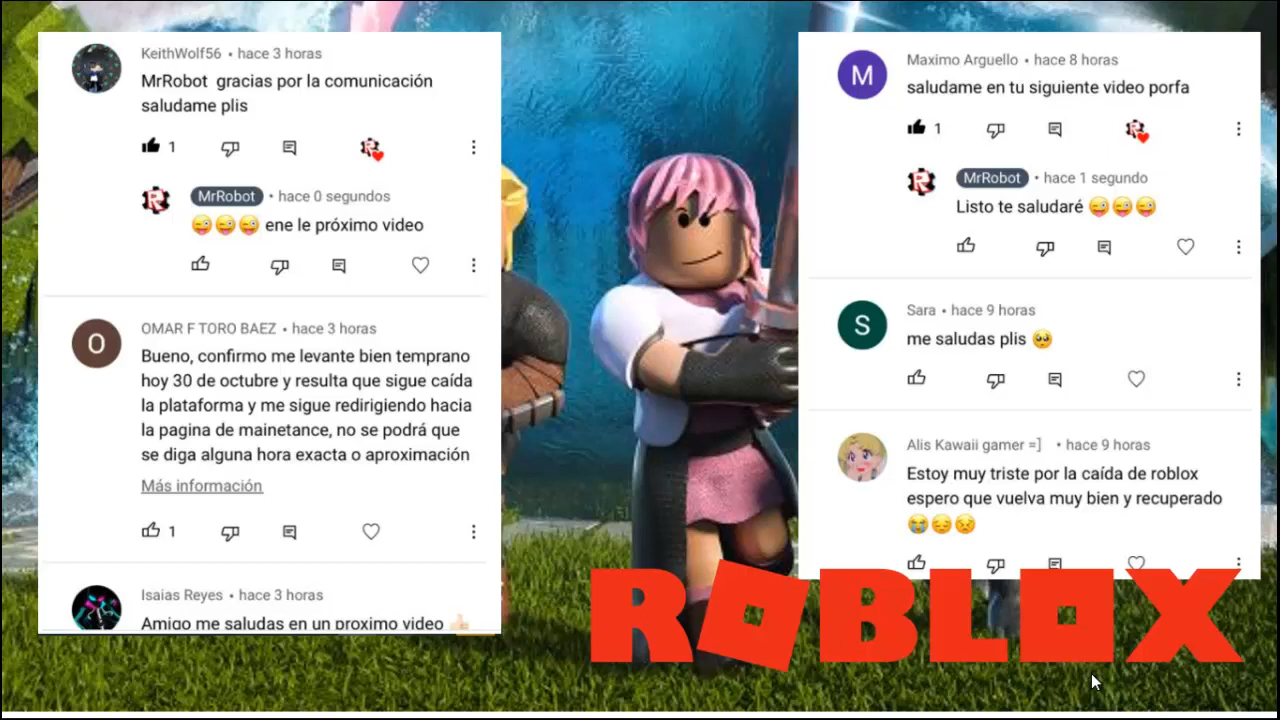 KeithWolf56 • hace 3 horas
MrRobot gracias por la comunicación
saludame plis
1
MrRobot • hace 0 segundos
😜😜😜 ene le próximo video
OMAR F TORO BAEZ • hace 3 horas
O
Bueno, confirmo me levante bien temprano
hoy 30 de octubre y resulta que sigue caída
la plataforma y me sigue redirigiendo hacia
la pagina de mainetance, no se podrá que
se diga alguna hora exacta o aproximación
Más información
1
Isaias Reyes • hace 3 horas
Amigo me saludas en un proximo video 👍🏻
Maximo Arguello • hace 8 horas
M
saludame en tu siguiente video porfa
1
MrRobot • hace 1 segundo
Listo te saludaré 😜😜😜
Sara • hace 9 horas
S
me saludas plis 🥺
Alis Kawaii gamer =] • hace 9 horas
Estoy muy triste por la caída de roblox
espero que vuelva muy bien y recuperado
😭😔😟
ROBLOX